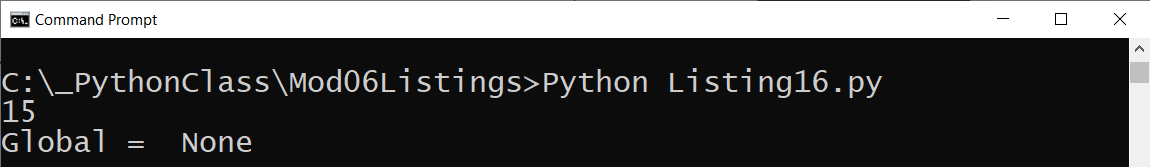 Command Prompt
C:\_PythonClass\Mod06Listings>Python Listing16.py
15
Global =  None